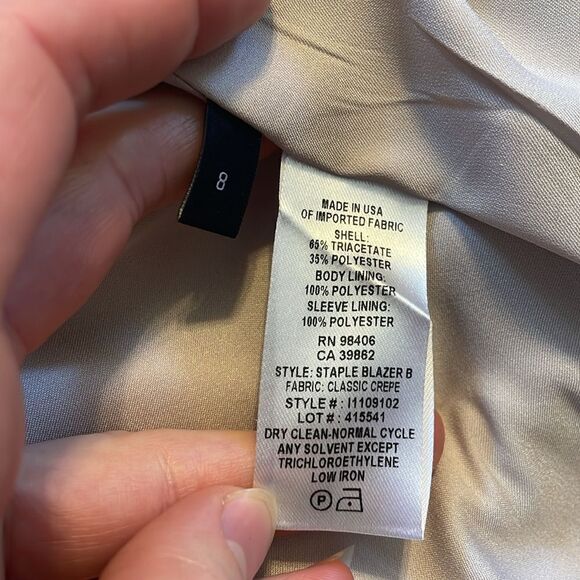 8
MADE IN USA
OF IMPORTED FABRIC
SHELL:
65% TRIACETATE
35% POLYESTER
BODY LINING:
100% POLYESTER
SLEEVE LINING:
100% POLYESTER
RN 98406
CA 39862
STYLE: STAPLE BLAZER B
FABRIC: CLASSIC CREPE
STYLE # : I1109102
LOT # : 415541
DRY CLEAN-NORMAL CYCLE
ANY SOLVENT EXCEPT
TRICHLOROETHYLENE
LOW IRON
P